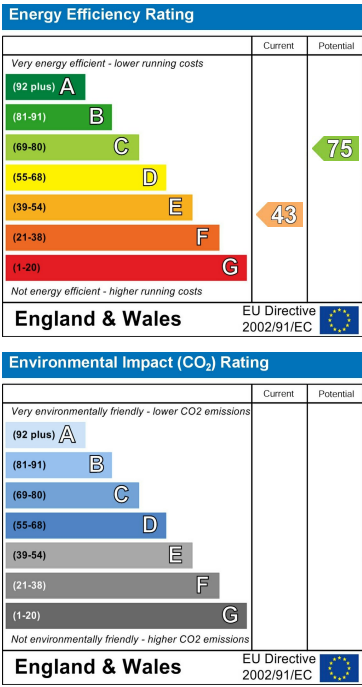 Energy Efficiency Rating
Current Potential
Very energy efficient - lower running costs
(92 plus) A
(81-91) B
(69-80) C
75
(55-68) D
(39-54) E
43
(21-38) F
(1-20) G
Not energy efficient - higher running costs
England & Wales
EU Directive
2002/91/EC
Environmental Impact (CO₂) Rating
Current Potential
Very environmentally friendly - lower CO2 emissions
(92 plus) A
(81-91) B
(69-80) C
(55-68) D
(39-54) E
(21-38) F
(1-20) G
Not environmentally friendly - higher CO2 emissions
England & Wales
EU Directive
2002/91/EC